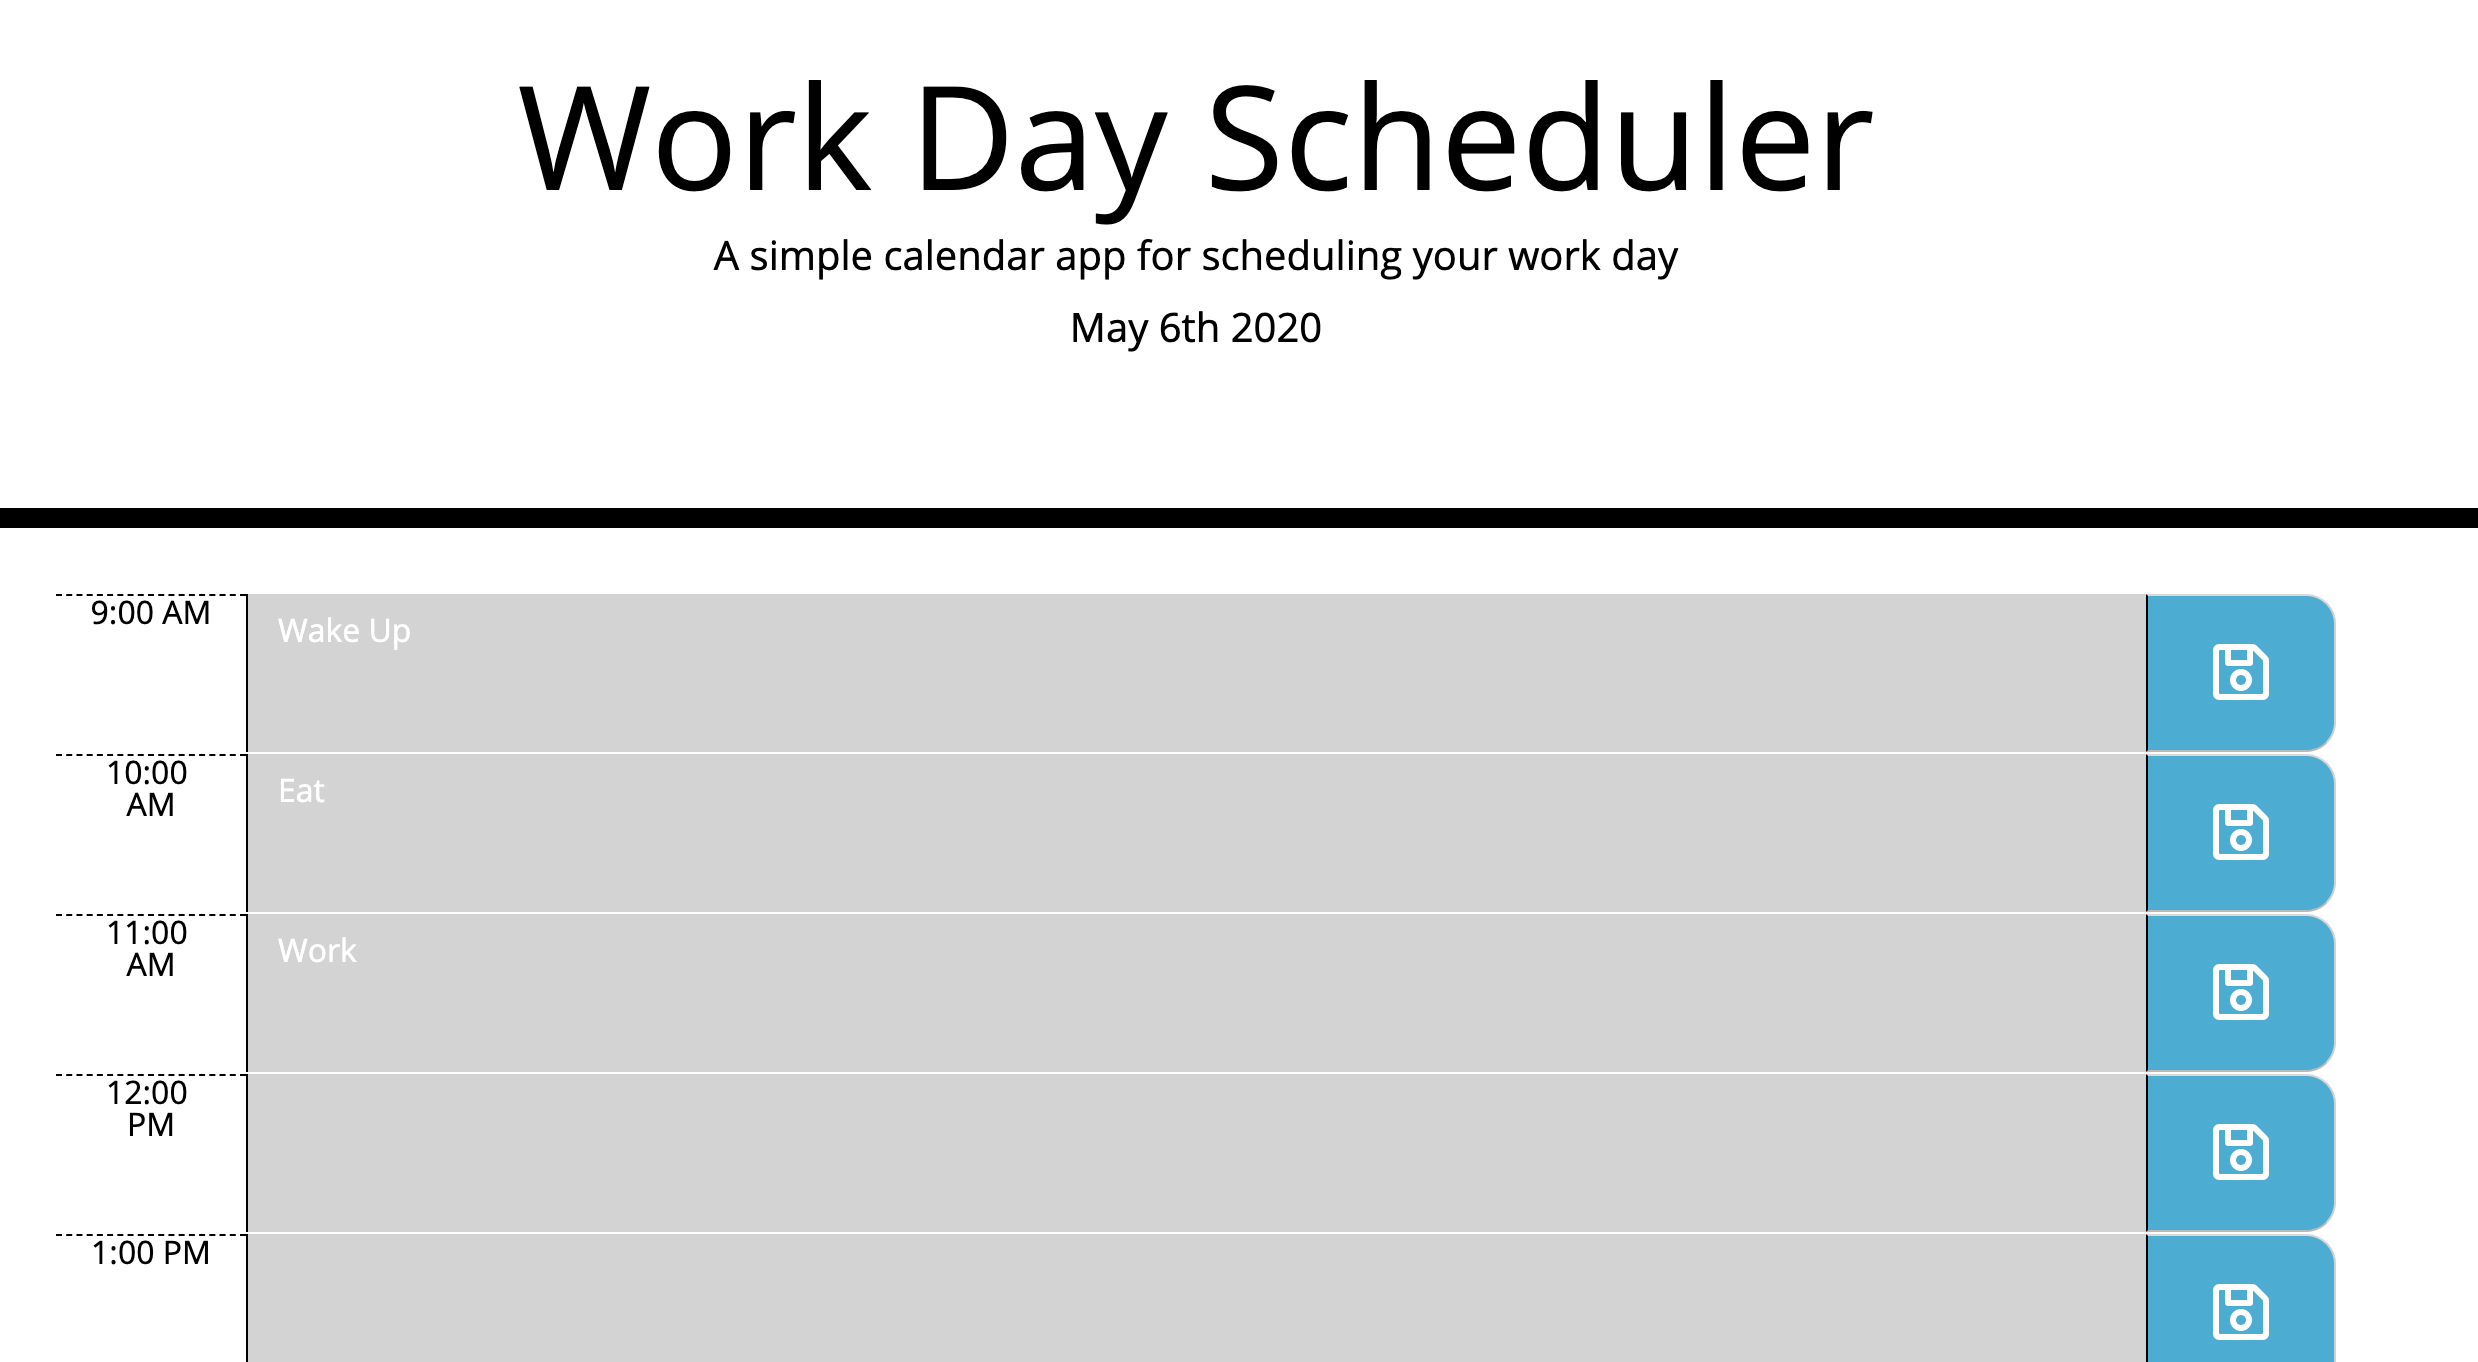 Work Day Scheduler
A simple calendar app for scheduling your work day
May 6th 2020
9:00 AM
Wake Up
10:00
AM
Eat
11:00
AM
Work
12:00
PM
1:00 PM